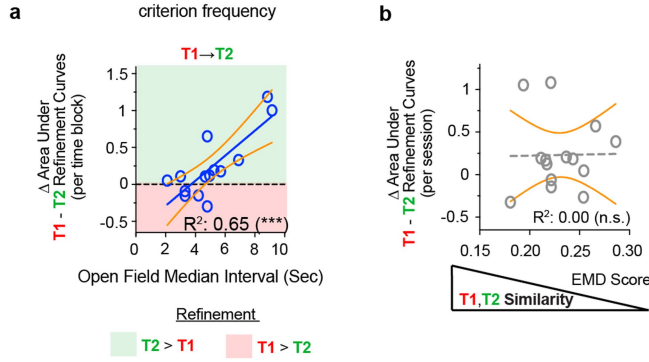 a
criterion frequency
T1→T2
Δ Area Under
Refinement Curves
T1 - T2
(per time block)
1.5
1
0.5
0
-0.5
R²: 0.65 (***)
0 2 4 6 8 10
Open Field Median Interval (Sec)
Refinement
T2 > T1
T1 > T2
b
Δ Area Under
T1 - T2 Refinement Curves
(per session)
1
0.5
0
-0.5
R²: 0.00 (n.s.)
0.15 0.20 0.25 0.30
EMD Score
T1,T2 Similarity